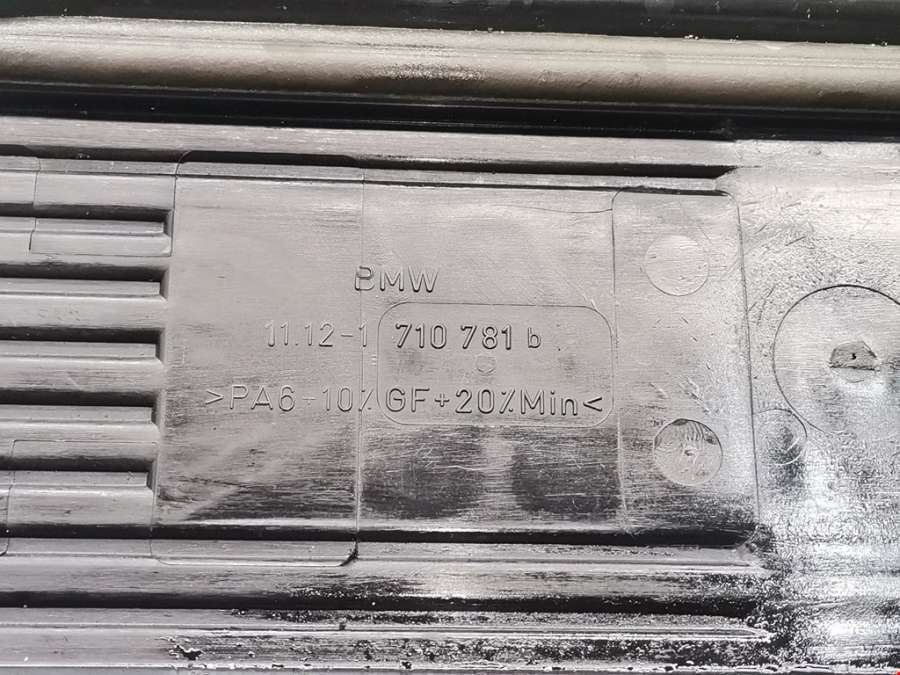 BMW
11.12-1 710 781 b
>PA6-10% GF+20%Min<